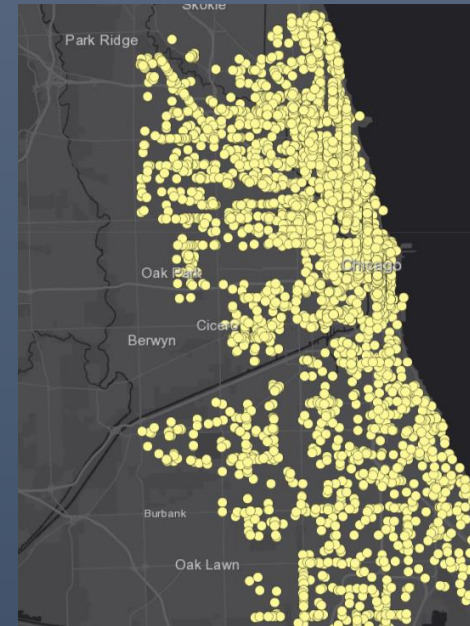 Skokie
Park Ridge
Chicago
Oak Park
Cicero
Berwyn
Burbank
Oak Lawn